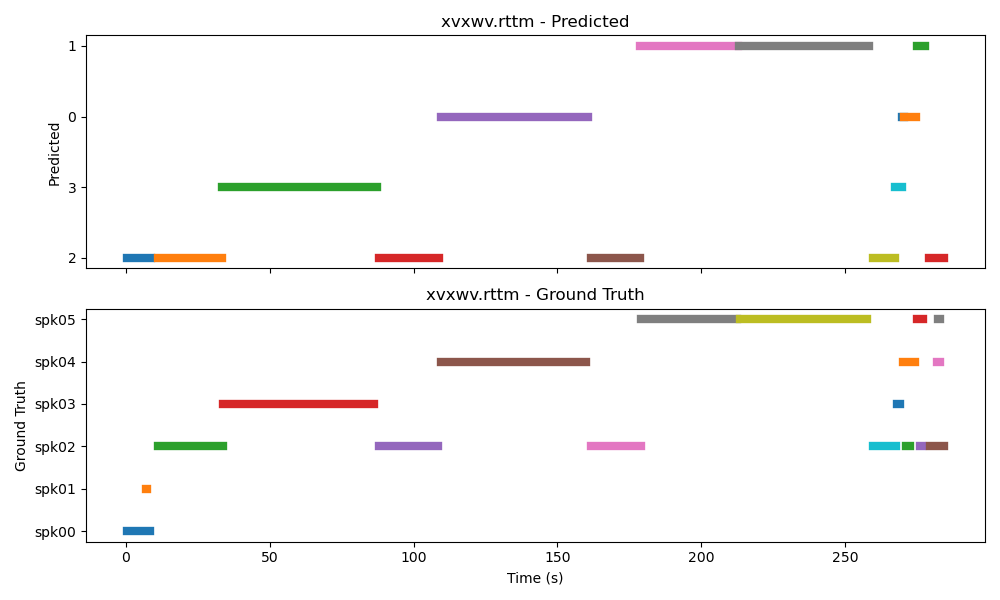 xvxwv.rttm - Predicted
1
0
3
2
Predicted
xvxwv.rttm - Ground Truth
spk05
spk04
spk03
spk02
spk01
spk00
Ground Truth
0 50 100 150 200 250
Time (s)